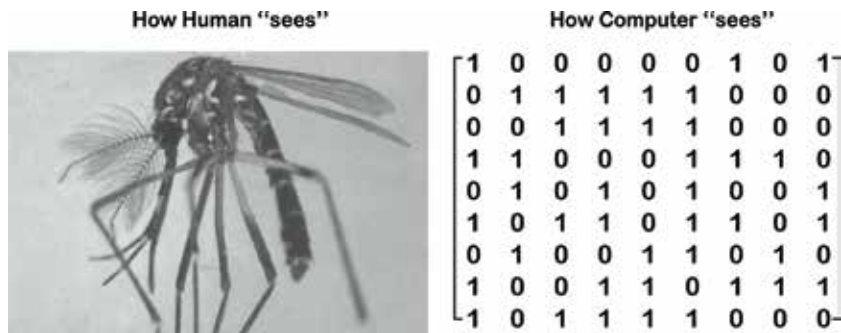 How Human “sees”
How Computer “sees”
1 0 0 0 0 0 1 0 1
0 1 1 1 1 1 0 0 0
0 0 1 1 1 1 0 0 0
1 1 0 0 0 1 1 1 0
0 1 0 1 0 1 0 0 1
1 0 1 1 0 1 1 0 1
0 1 0 0 1 1 0 1 0
1 0 0 1 1 0 1 1 1
1 0 1 1 1 1 0 0 0